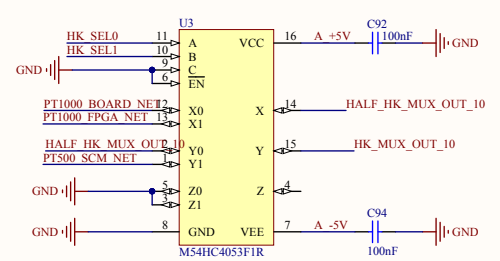 U3
HK_SEL0 11 A VCC 16 A_+5V C92 100nF GND
HK_SEL1 10 B
GND 9 C
6 EN
PT1000_BOARD_NET 12 X0 X 14 HALF_HK_MUX_OUT_10
PT1000_FPGA_NET 13 X1
HALF_HK_MUX_OUT_10 2 Y0 Y 15 HK_MUX_OUT_10
PT500_SCM_NET 1 Y1
GND 5 Z0 Z 4
3 Z1
GND 8 GND VEE 7 A_-5V C94 GND
100nF
M54HC4053F1R